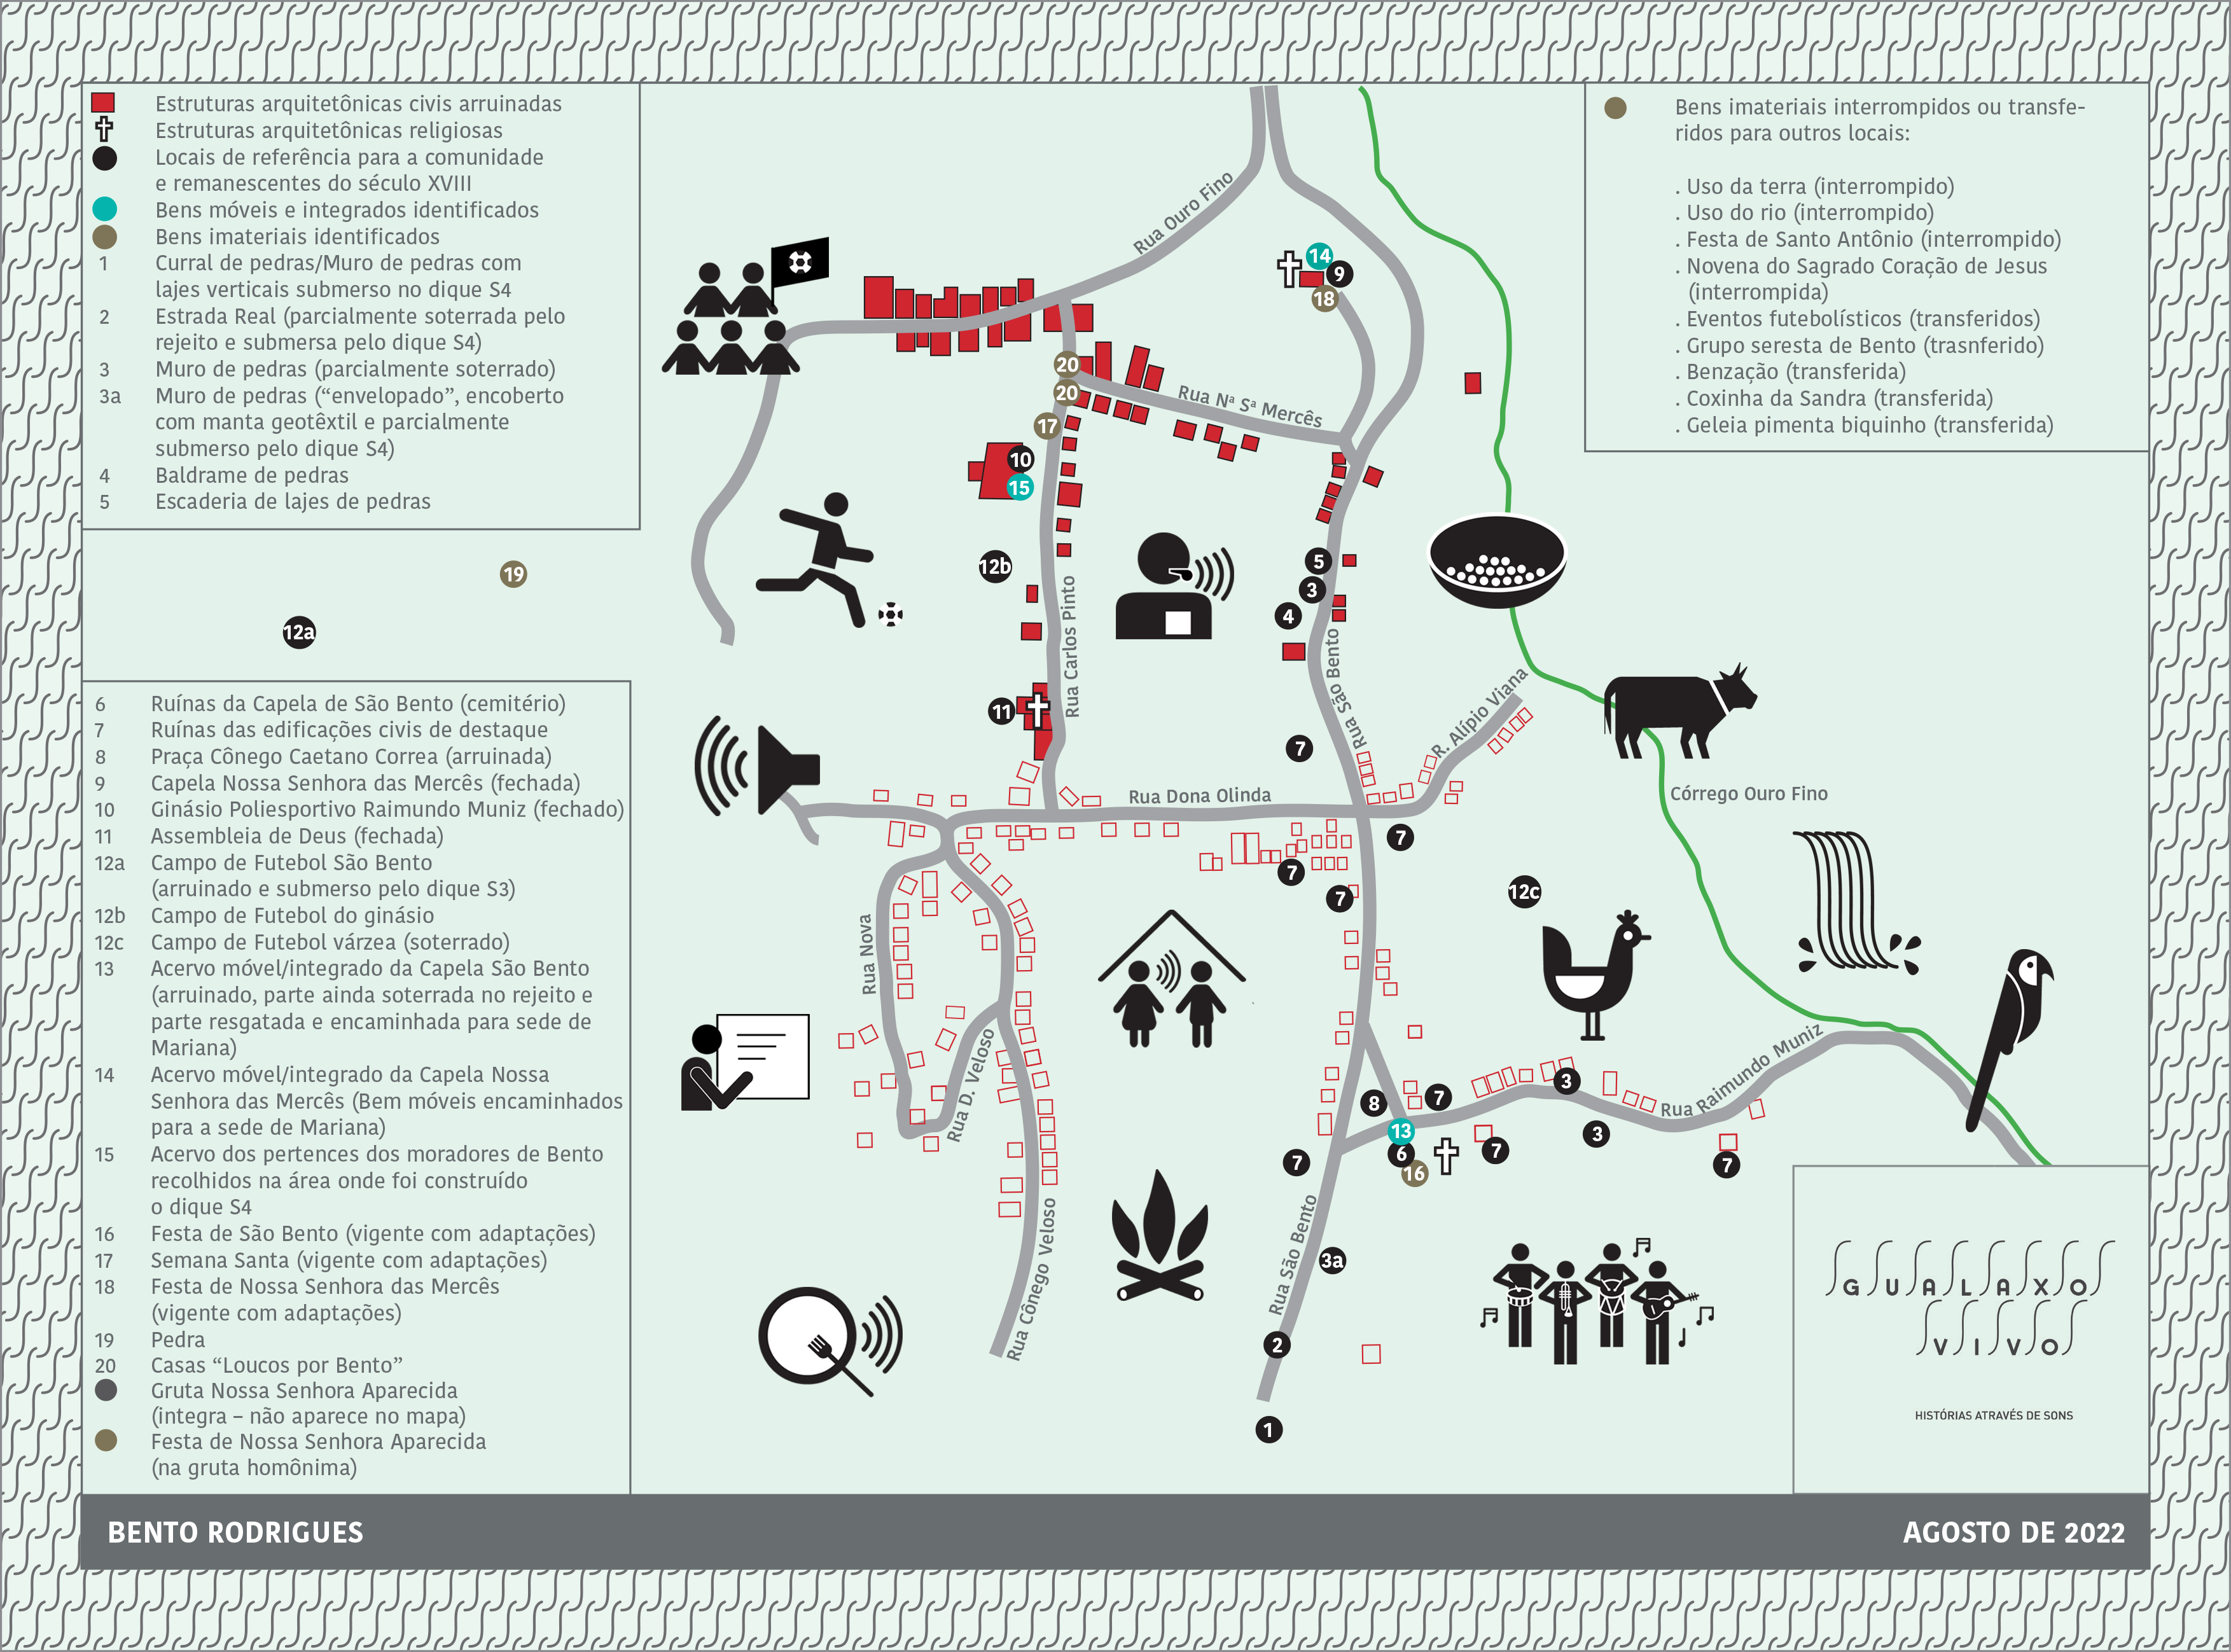 Estruturas arquitetônicas civis arruinadas
Estruturas arquitetônicas religiosas
Locais de referência para a comunidade
e remanescentes do século XVIII
Bens móveis e integrados identificados
Bens imateriais identificados
1 Curral de pedras/Muro de pedras com
lajes verticais submerso no dique S4
2 Estrada Real (parcialmente soterrada pelo
rejeito e submersa pelo dique S4)
3 Muro de pedras (parcialmente soterrado)
3a Muro de pedras (“envelopado”, encoberto
com manta geotêxtil e parcialmente
submerso pelo dique S4)
4 Baldrame de pedras
5 Escaderia de lajes de pedras
Bens imateriais interrompidos ou transfe-
ridos para outros locais:
. Uso da terra (interrompido)
. Uso do rio (interrompido)
. Festa de Santo Antônio (interrompido)
. Novena do Sagrado Coração de Jesus
(interrompida)
. Eventos futebolísticos (transferidos)
. Grupo seresta de Bento (trasnferido)
. Benzação (transferida)
. Coxinha da Sandra (transferida)
. Geleia pimenta biquinho (transferida)
Rua Ouro Fino
14
9
18
20
20
Rua Nª Sª Mercês
17
10
15
12b
5
3
4
19
12a
Rua Carlos Pinto
Rua São Bento
R. Alípio Viana
11
7
Córrego Ouro Fino
Rua Dona Olinda
7
7
7
12c
Rua Nova
Rua D. Veloso
Rua Raimundo Muniz
3
8
7
13
3
6
7
7
16
7
Rua Cônego Veloso
Rua São Bento
3a
2
1
6 Ruínas da Capela de São Bento (cemitério)
7 Ruínas das edificações civis de destaque
8 Praça Cônego Caetano Correa (arruinada)
9 Capela Nossa Senhora das Mercês (fechada)
10 Ginásio Poliesportivo Raimundo Muniz (fechado)
11 Assembleia de Deus (fechada)
12a Campo de Futebol São Bento
(arruinado e submerso pelo dique S3)
12b Campo de Futebol do ginásio
12c Campo de Futebol várzea (soterrado)
13 Acervo móvel/integrado da Capela São Bento
(arruinado, parte ainda soterrada no rejeito e
parte resgatada e encaminhada para sede de
Mariana)
14 Acervo móvel/integrado da Capela Nossa
Senhora das Mercês (Bem móveis encaminhados
para a sede de Mariana)
15 Acervo dos pertences dos moradores de Bento
recolhidos na área onde foi construído
o dique S4
16 Festa de São Bento (vigente com adaptações)
17 Semana Santa (vigente com adaptações)
18 Festa de Nossa Senhora das Mercês
(vigente com adaptações)
19 Pedra
20 Casas “Loucos por Bento”
Gruta Nossa Senhora Aparecida
(integra – não aparece no mapa)
Festa de Nossa Senhora Aparecida
(na gruta homônima)
GUALAXO
VIVO
HISTÓRIAS ATRAVÉS DE SONS
BENTO RODRIGUES
AGOSTO DE 2022